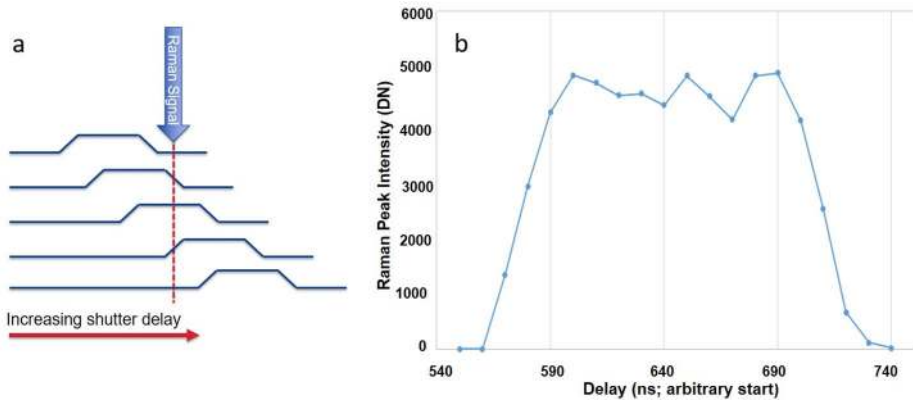 a
Raman Signal
Increasing shutter delay
b
Raman Peak Intensity (DN)
6000
5000
4000
3000
2000
1000
0
540
590
640
690
740
Delay (ns; arbitrary start)